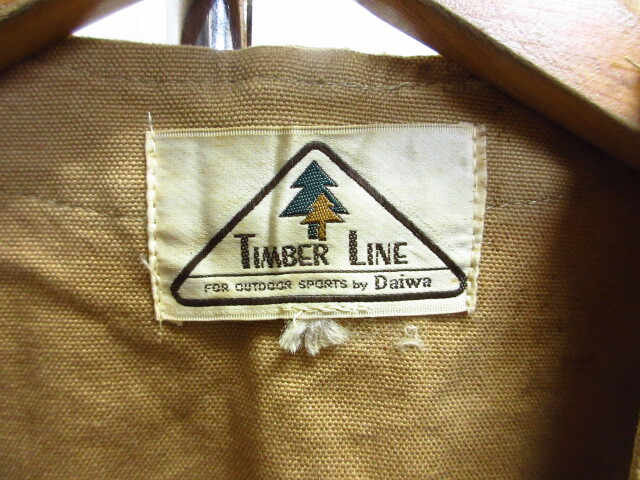 TIMBER LINE
FOR OUTDOOR SPORTS by Daiwa